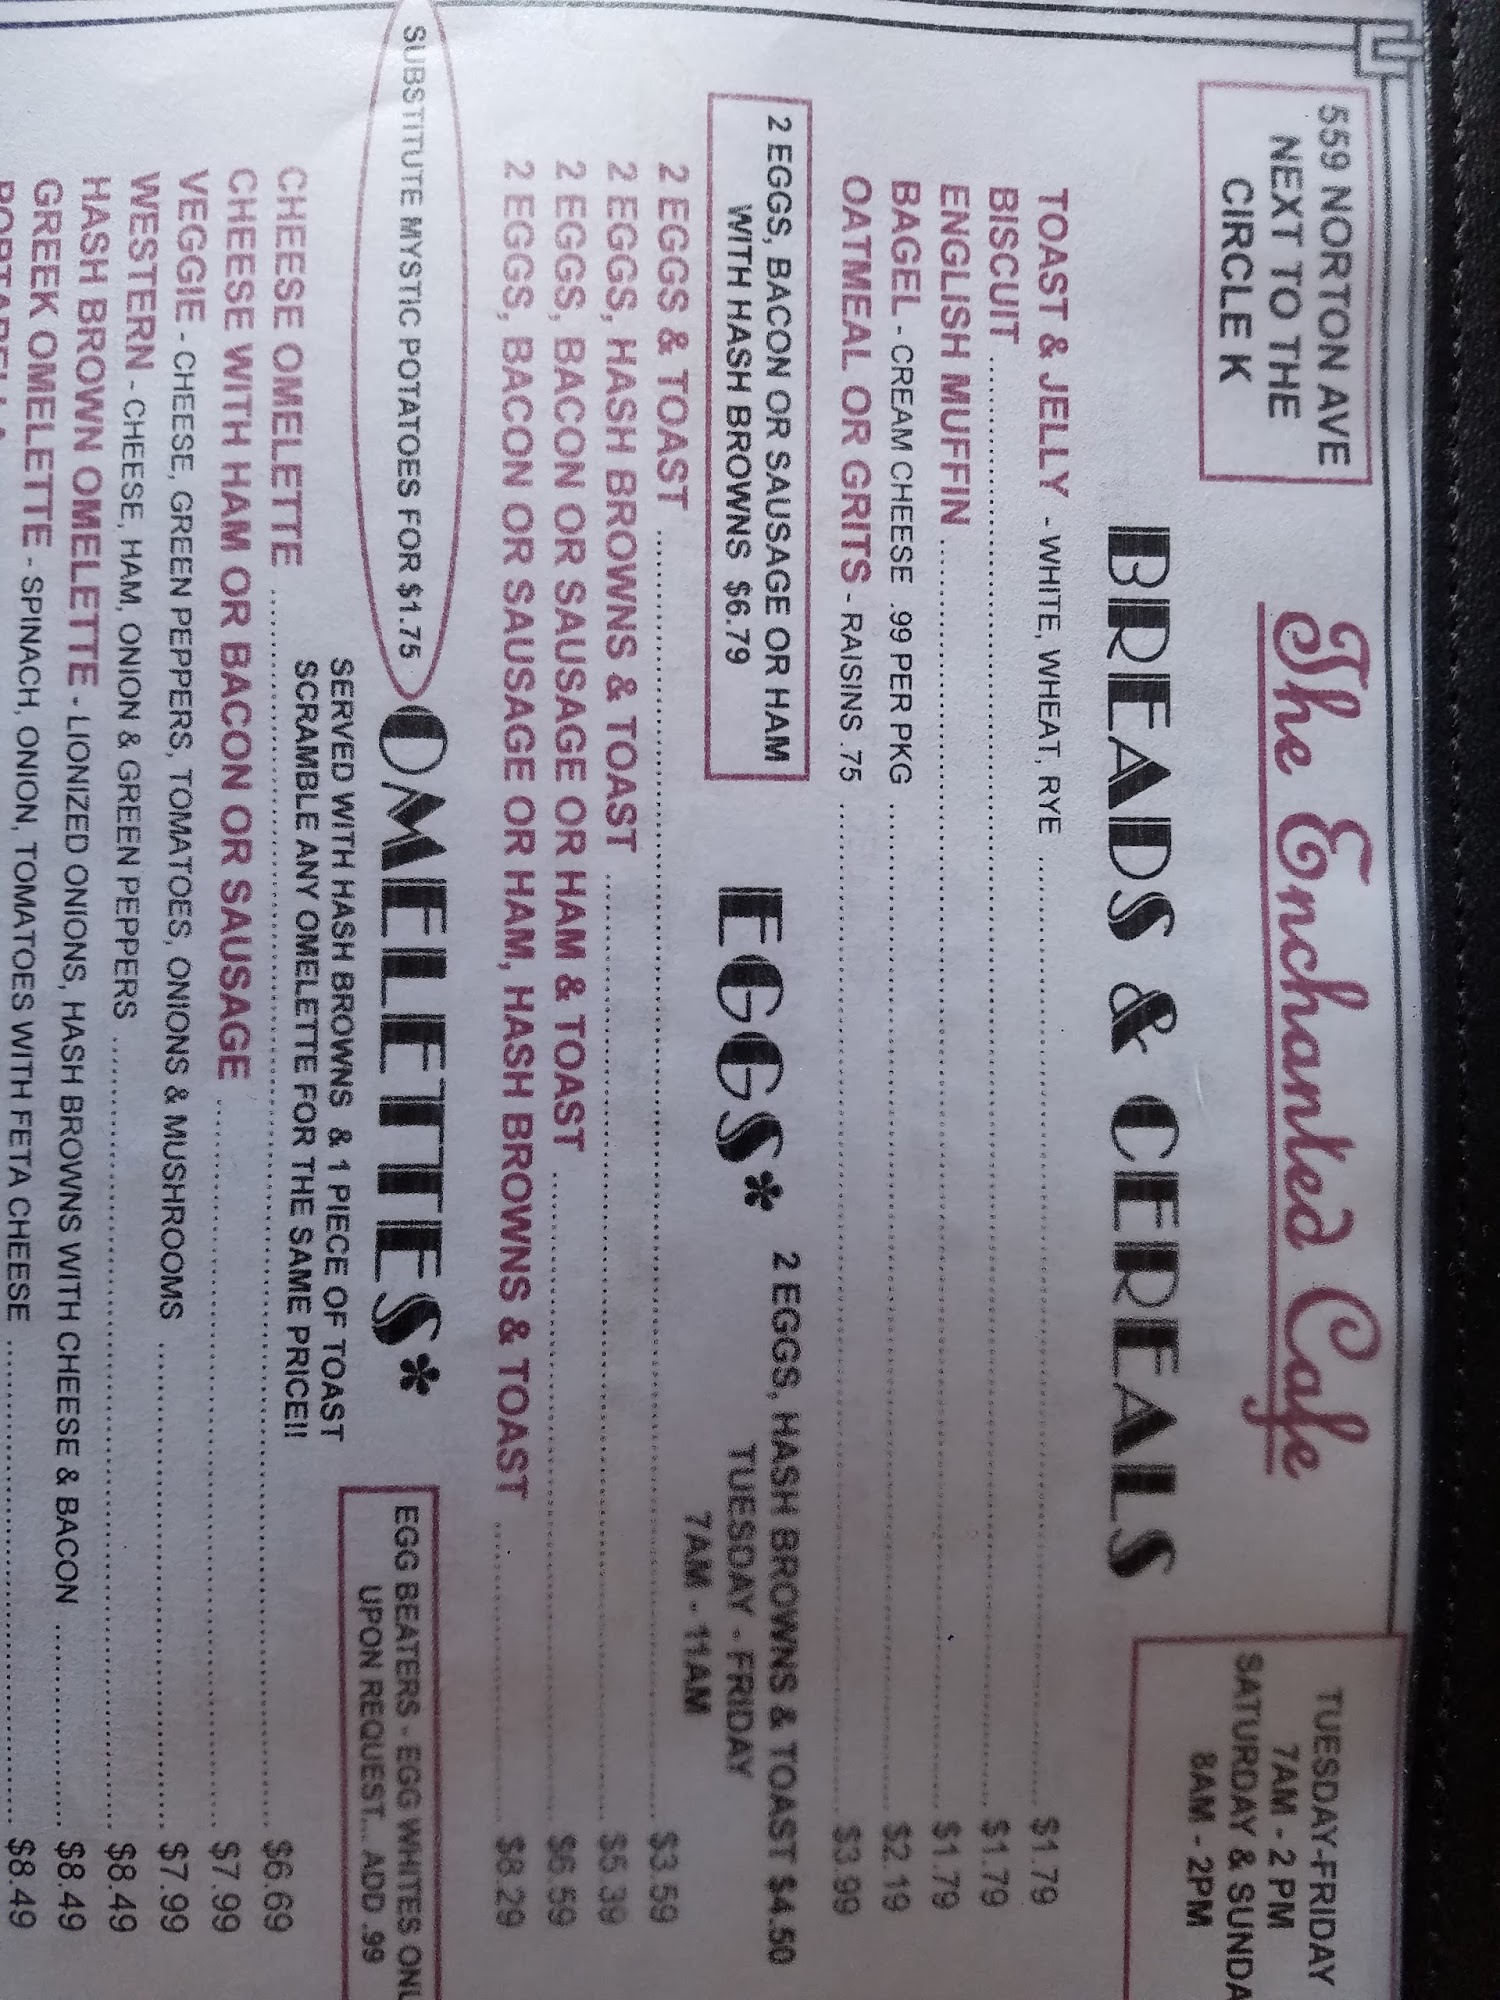 559 NORTON AVE
NEXT TO THE
CIRCLE K
The Enchanted Cafe
TUESDAY-FRIDAY
7AM - 2 PM
SATURDAY & SUNDA
8AM - 2PM
BREADS & CEREALS
TOAST & JELLY - WHITE, WHEAT, RYE ........ $1.79
BISCUIT ........ $1.79
ENGLISH MUFFIN ........ $1.79
BAGEL - CREAM CHEESE .99 PER PKG ........ $2.19
OATMEAL OR GRITS - RAISINS .75 ........ $3.99
2 EGGS, BACON OR SAUSAGE OR HAM
WITH HASH BROWNS $6.79
EGGS*
2 EGGS, HASH BROWNS & TOAST $4.50
TUESDAY - FRIDAY
7AM - 11AM
2 EGGS & TOAST ........ $3.59
2 EGGS, HASH BROWNS & TOAST ........ $5.39
2 EGGS, BACON OR SAUSAGE OR HAM & TOAST ........ $6.59
2 EGGS, BACON OR SAUSAGE OR HAM, HASH BROWNS & TOAST ........ $8.29
SUBSTITUTE MYSTIC POTATOES FOR $1.75
OMELETTES*
EGG BEATERS - EGG WHITES ONL
UPON REQUEST... ADD .99
SERVED WITH HASH BROWNS & 1 PIECE OF TOAST
SCRAMBLE ANY OMELETTE FOR THE SAME PRICE!!
CHEESE OMELETTE ........ $6.69
CHEESE WITH HAM OR BACON OR SAUSAGE ........ $7.99
VEGGIE - CHEESE, GREEN PEPPERS, TOMATOES, ONIONS & MUSHROOMS ........ $7.99
WESTERN - CHEESE, HAM, ONION & GREEN PEPPERS ........ $8.49
HASH BROWN OMELETTE - LIONIZED ONIONS, HASH BROWNS WITH CHEESE & BACON ........ $8.49
GREEK OMELETTE - SPINACH, ONION, TOMATOES WITH FETA CHEESE ........ $8.49